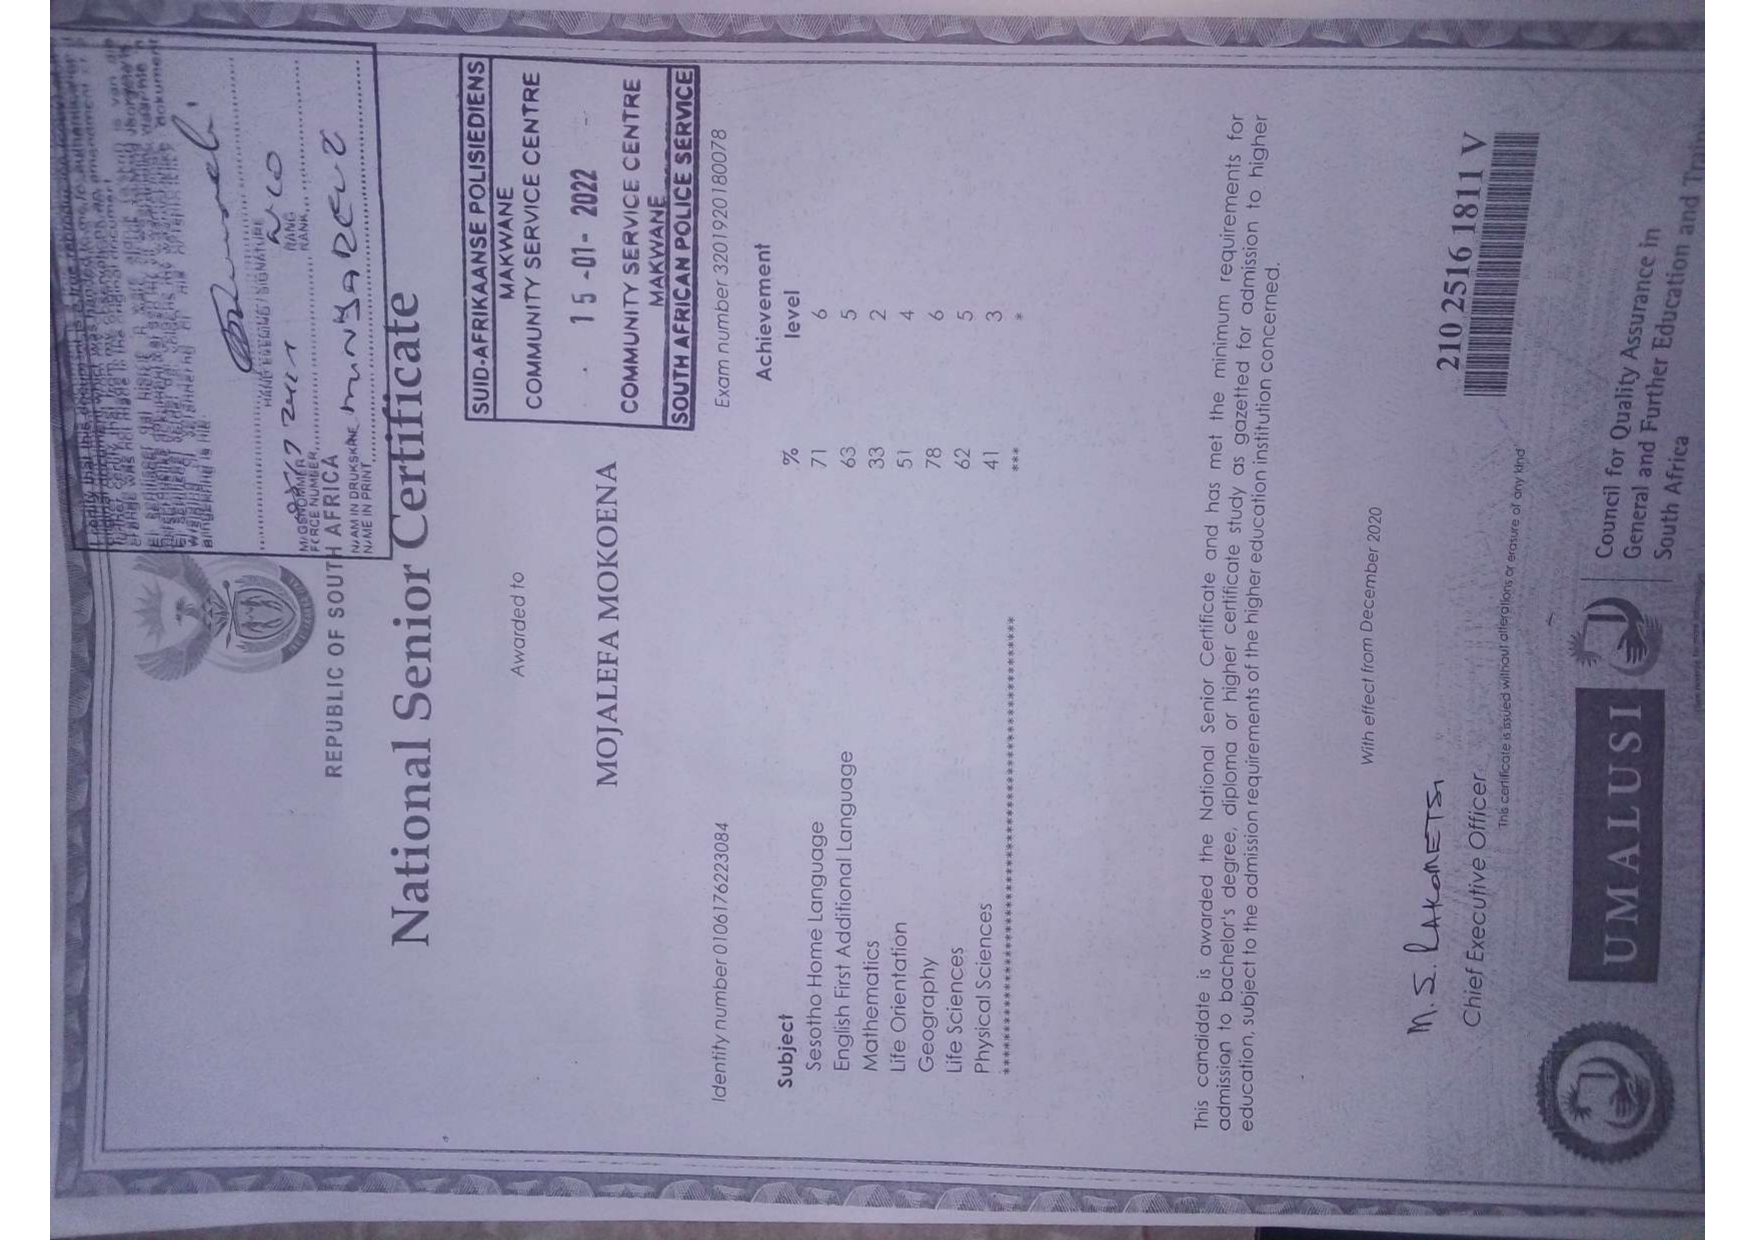 REPUBLIC OF SOUTH AFRICA
National Senior Certificate
HANDTEKENING/SIGNATURE
RANG
RANK
FORCE NUMBER
NAAM IN DRUKSKRIF
NAME IN PRINT
SUID-AFRIKAANSE POLISIEDIENS
MAKWANE
COMMUNITY SERVICE CENTRE
15 -01- 2022
COMMUNITY SERVICE CENTRE
MAKWANE
SOUTH AFRICAN POLICE SERVICE
Awarded to
MOJALEFA MOKOENA
Identity number 0106176223084 Exam number 3201920180078
Subject % Achievement level
Sesotho Home Language 71 6
English First Additional Language 63 5
Mathematics 33 2
Life Orientation 51 4
Geography 78 6
Life Sciences 62 5
Physical Sciences 41 3
This candidate is awarded the National Senior Certificate and has met the minimum requirements for
admission to bachelor's degree, diploma or higher certificate study as gazetted for admission to higher
education, subject to the admission requirements of the higher education institution concerned.
With effect from December 2020
M.S. RAKOMETSI
Chief Executive Officer
210 2516 1811 V
This certificate is issued without alterations or erasure of any kind
UMALUSI
Council for Quality Assurance in
General and Further Education and Train
South Africa